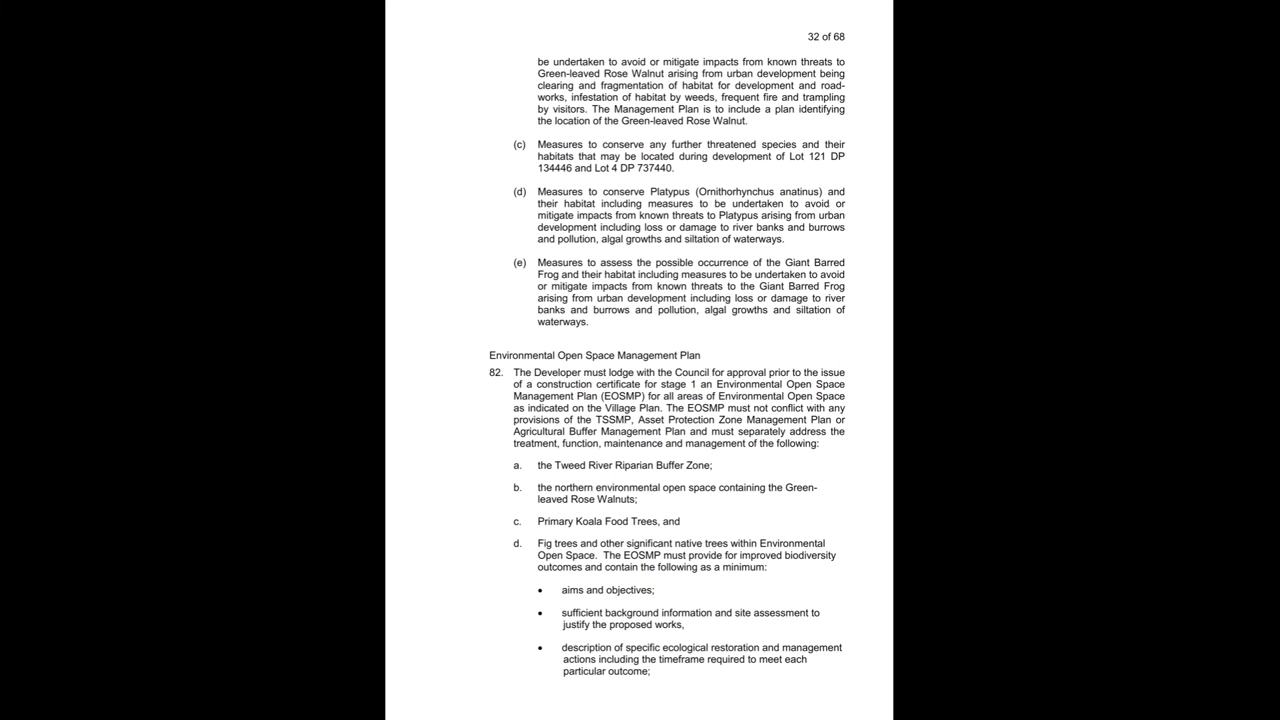 32 of 68
be undertaken to avoid or mitigate impacts from known threats to
Green-leaved Rose Walnut arising from urban development being
clearing and fragmentation of habitat for development and road-
works, infestation of habitat by weeds, frequent fire and trampling
by visitors. The Management Plan is to include a plan identifying
the location of the Green-leaved Rose Walnut.
(c) Measures to conserve any further threatened species and their
habitats that may be located during development of Lot 121 DP
134446 and Lot 4 DP 737440.
(d) Measures to conserve Platypus (Ornithorhynchus anatinus) and
their habitat including measures to be undertaken to avoid or
mitigate impacts from known threats to Platypus arising from urban
development including loss or damage to river banks and burrows
and pollution, algal growths and siltation of waterways.
(e) Measures to assess the possible occurrence of the Giant Barred
Frog and their habitat including measures to be undertaken to avoid
or mitigate impacts from known threats to the Giant Barred Frog
arising from urban development including loss or damage to river
banks and burrows and pollution, algal growths and siltation of
waterways.
Environmental Open Space Management Plan
82. The Developer must lodge with the Council for approval prior to the issue
of a construction certificate for stage 1 an Environmental Open Space
Management Plan (EOSMP) for all areas of Environmental Open Space
as indicated on the Village Plan. The EOSMP must not conflict with any
provisions of the TSSMP, Asset Protection Zone Management Plan or
Agricultural Buffer Management Plan and must separately address the
treatment, function, maintenance and management of the following:
a. the Tweed River Riparian Buffer Zone;
b. the northern environmental open space containing the Green-
leaved Rose Walnuts;
c. Primary Koala Food Trees, and
d. Fig trees and other significant native trees within Environmental
Open Space. The EOSMP must provide for improved biodiversity
outcomes and contain the following as a minimum:
• aims and objectives;
• sufficient background information and site assessment to
justify the proposed works,
• description of specific ecological restoration and management
actions including the timeframe required to meet each
particular outcome;